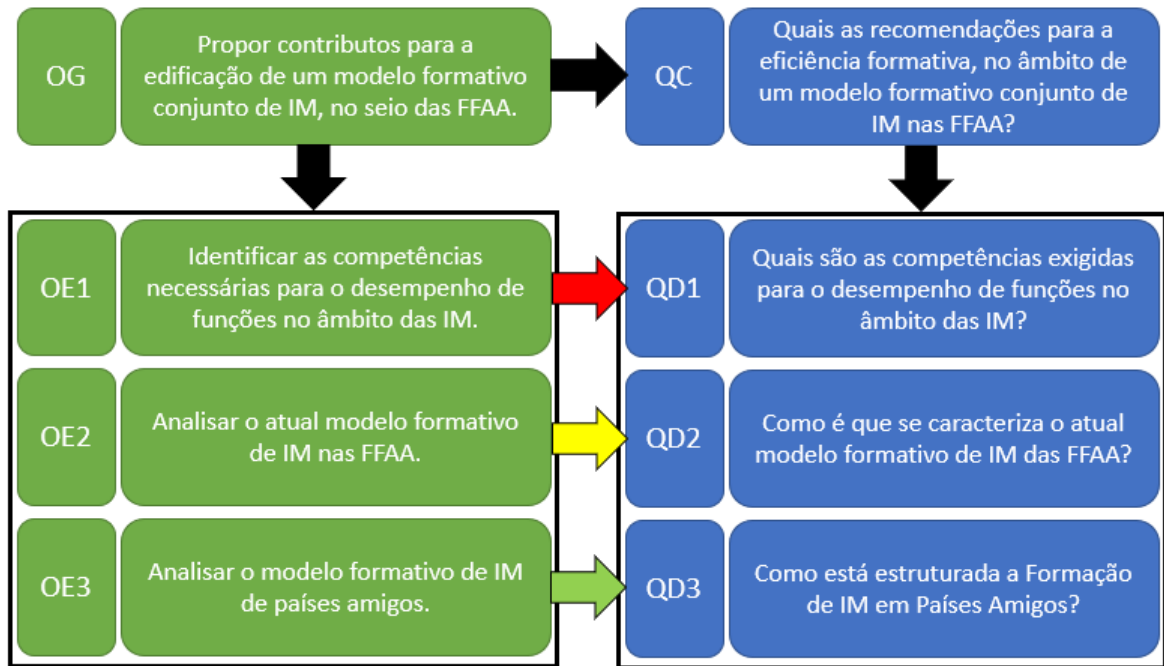 OG
Propor contributos para a
edificação de um modelo formativo
conjunto de IM, no seio das FFAA.
QC
Quais as recomendações para a
eficiência formativa, no âmbito de
um modelo formativo conjunto de
IM nas FFAA?
OE1
Identificar as competências
necessárias para o desempenho de
funções no âmbito das IM.
QD1
Quais são as competências exigidas
para o desempenho de funções no
âmbito das IM?
OE2
Analisar o atual modelo formativo
de IM nas FFAA.
QD2
Como é que se caracteriza o atual
modelo formativo de IM das FFAA?
OE3
Analisar o modelo formativo de IM
de países amigos.
QD3
Como está estruturada a Formação
de IM em Países Amigos?